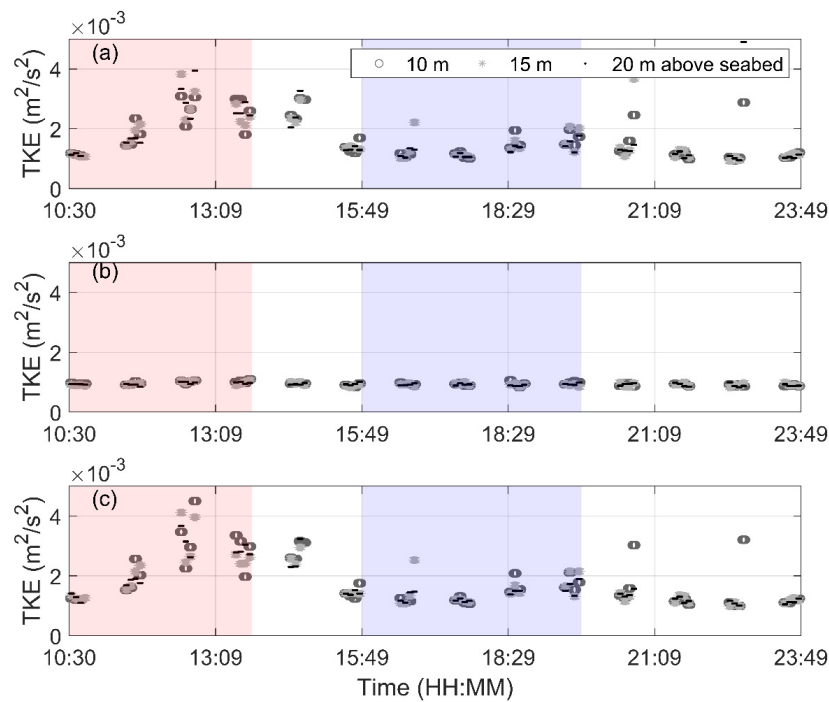 ×10⁻³
(a)
10 m
15 m
20 m above seabed
TKE (m²/s²)
4
2
0
10:30 13:09 15:49 18:29 21:09 23:49
×10⁻³
(b)
TKE (m²/s²)
4
2
0
10:30 13:09 15:49 18:29 21:09 23:49
×10⁻³
(c)
TKE (m²/s²)
4
2
0
10:30 13:09 15:49 18:29 21:09 23:49
Time (HH:MM)